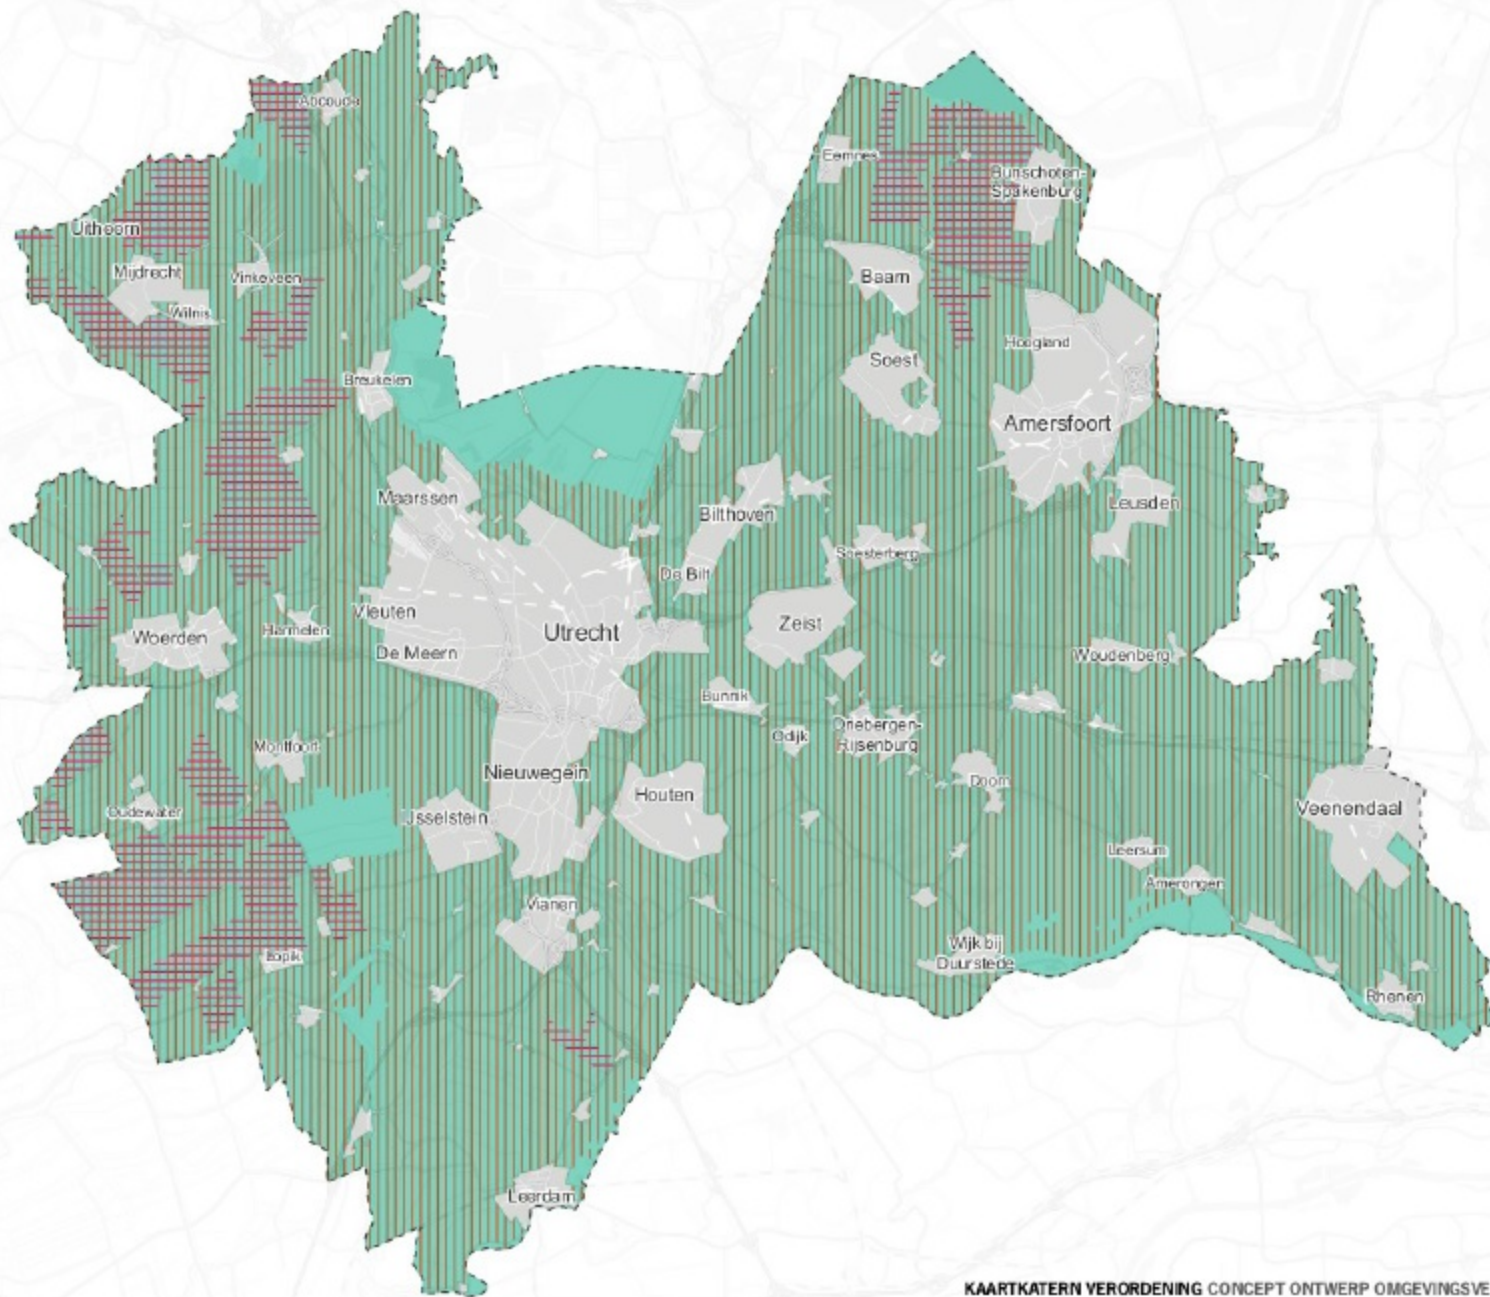 Abcoude
Eemnes
Bunschoten-
Spakenburg
Uithoorn
Mijdrecht
Vinkeveen
Baarn
Wilnis
Hoogland
Soest
Breukelen
Amersfoort
Maarssen
Leusden
Bilthoven
Soesterberg
De Bilt
Vleuten
Zeist
Utrecht
Harmelen
Woerden
De Meern
Woudenberg
Bunnik
Driebergen-
Rijsenburg
Odijk
Montfoort
Nieuwegein
Doorn
Houten
Veenendaal
Oudewater
IJsselstein
Leersum
Amerongen
Vianen
Wijk bij
Duurstede
Lopik
Rhenen
Leerdam
KAARTKATERN VERORDENING CONCEPT ONTWERP OMGEVINGSVE